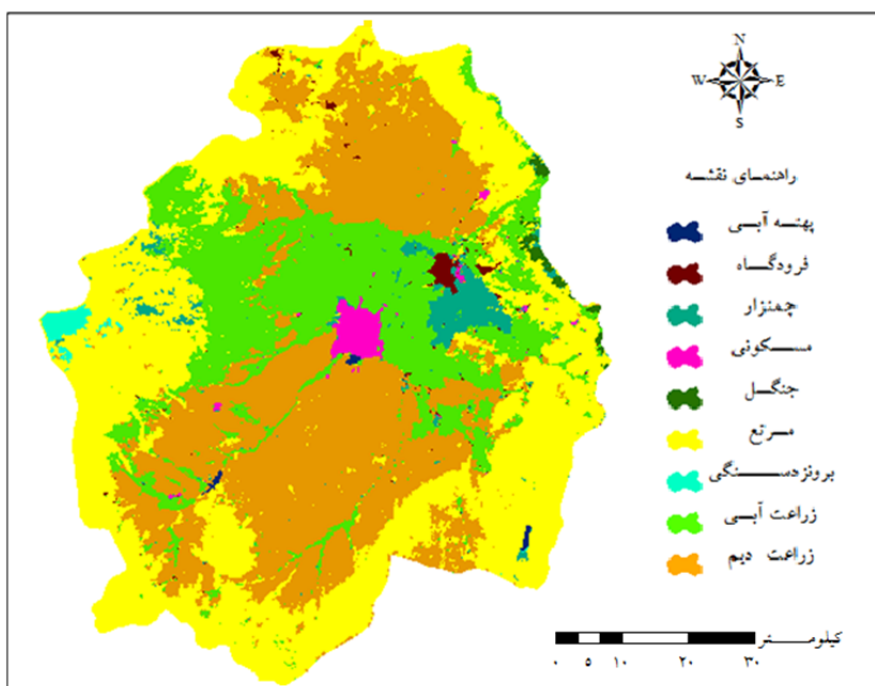 N
W E
S
راهنمای نقشه
پهنه آبی
فرودگاه
چمنزار
مسکونی
جنگل
مرتع
برونزدسنگی
زراعت آبی
زراعت دیم
کیلومتر
۰ ۵ ۱۰ ۲۰ ۳۰